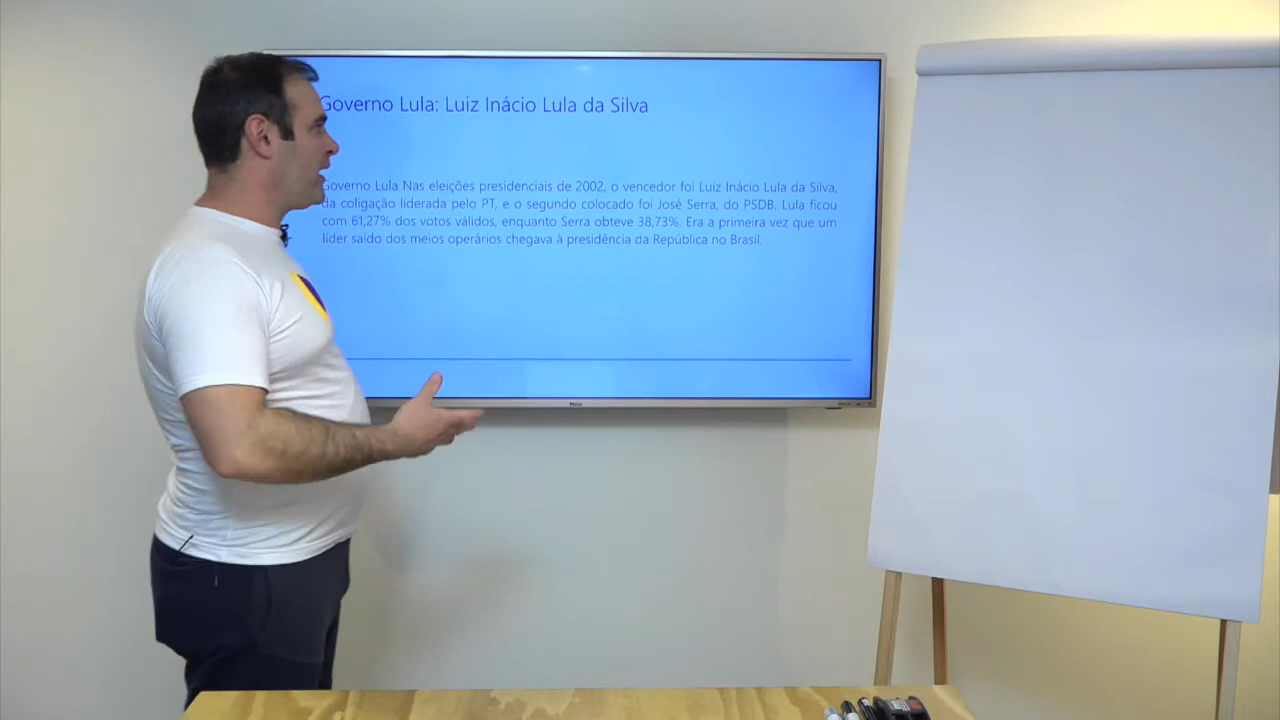 Governo Lula: Luiz Inácio Lula da Silva
Governo Lula Nas eleições presidenciais de 2002, o vencedor foi Luiz Inácio Lula da Silva,
da coligação liderada pelo PT, e o segundo colocado foi José Serra, do PSDB. Lula ficou
com 61,27% dos votos válidos, enquanto Serra obteve 38,73%. Era a primeira vez que um
líder saído dos meios operários chegava à presidência da República no Brasil.